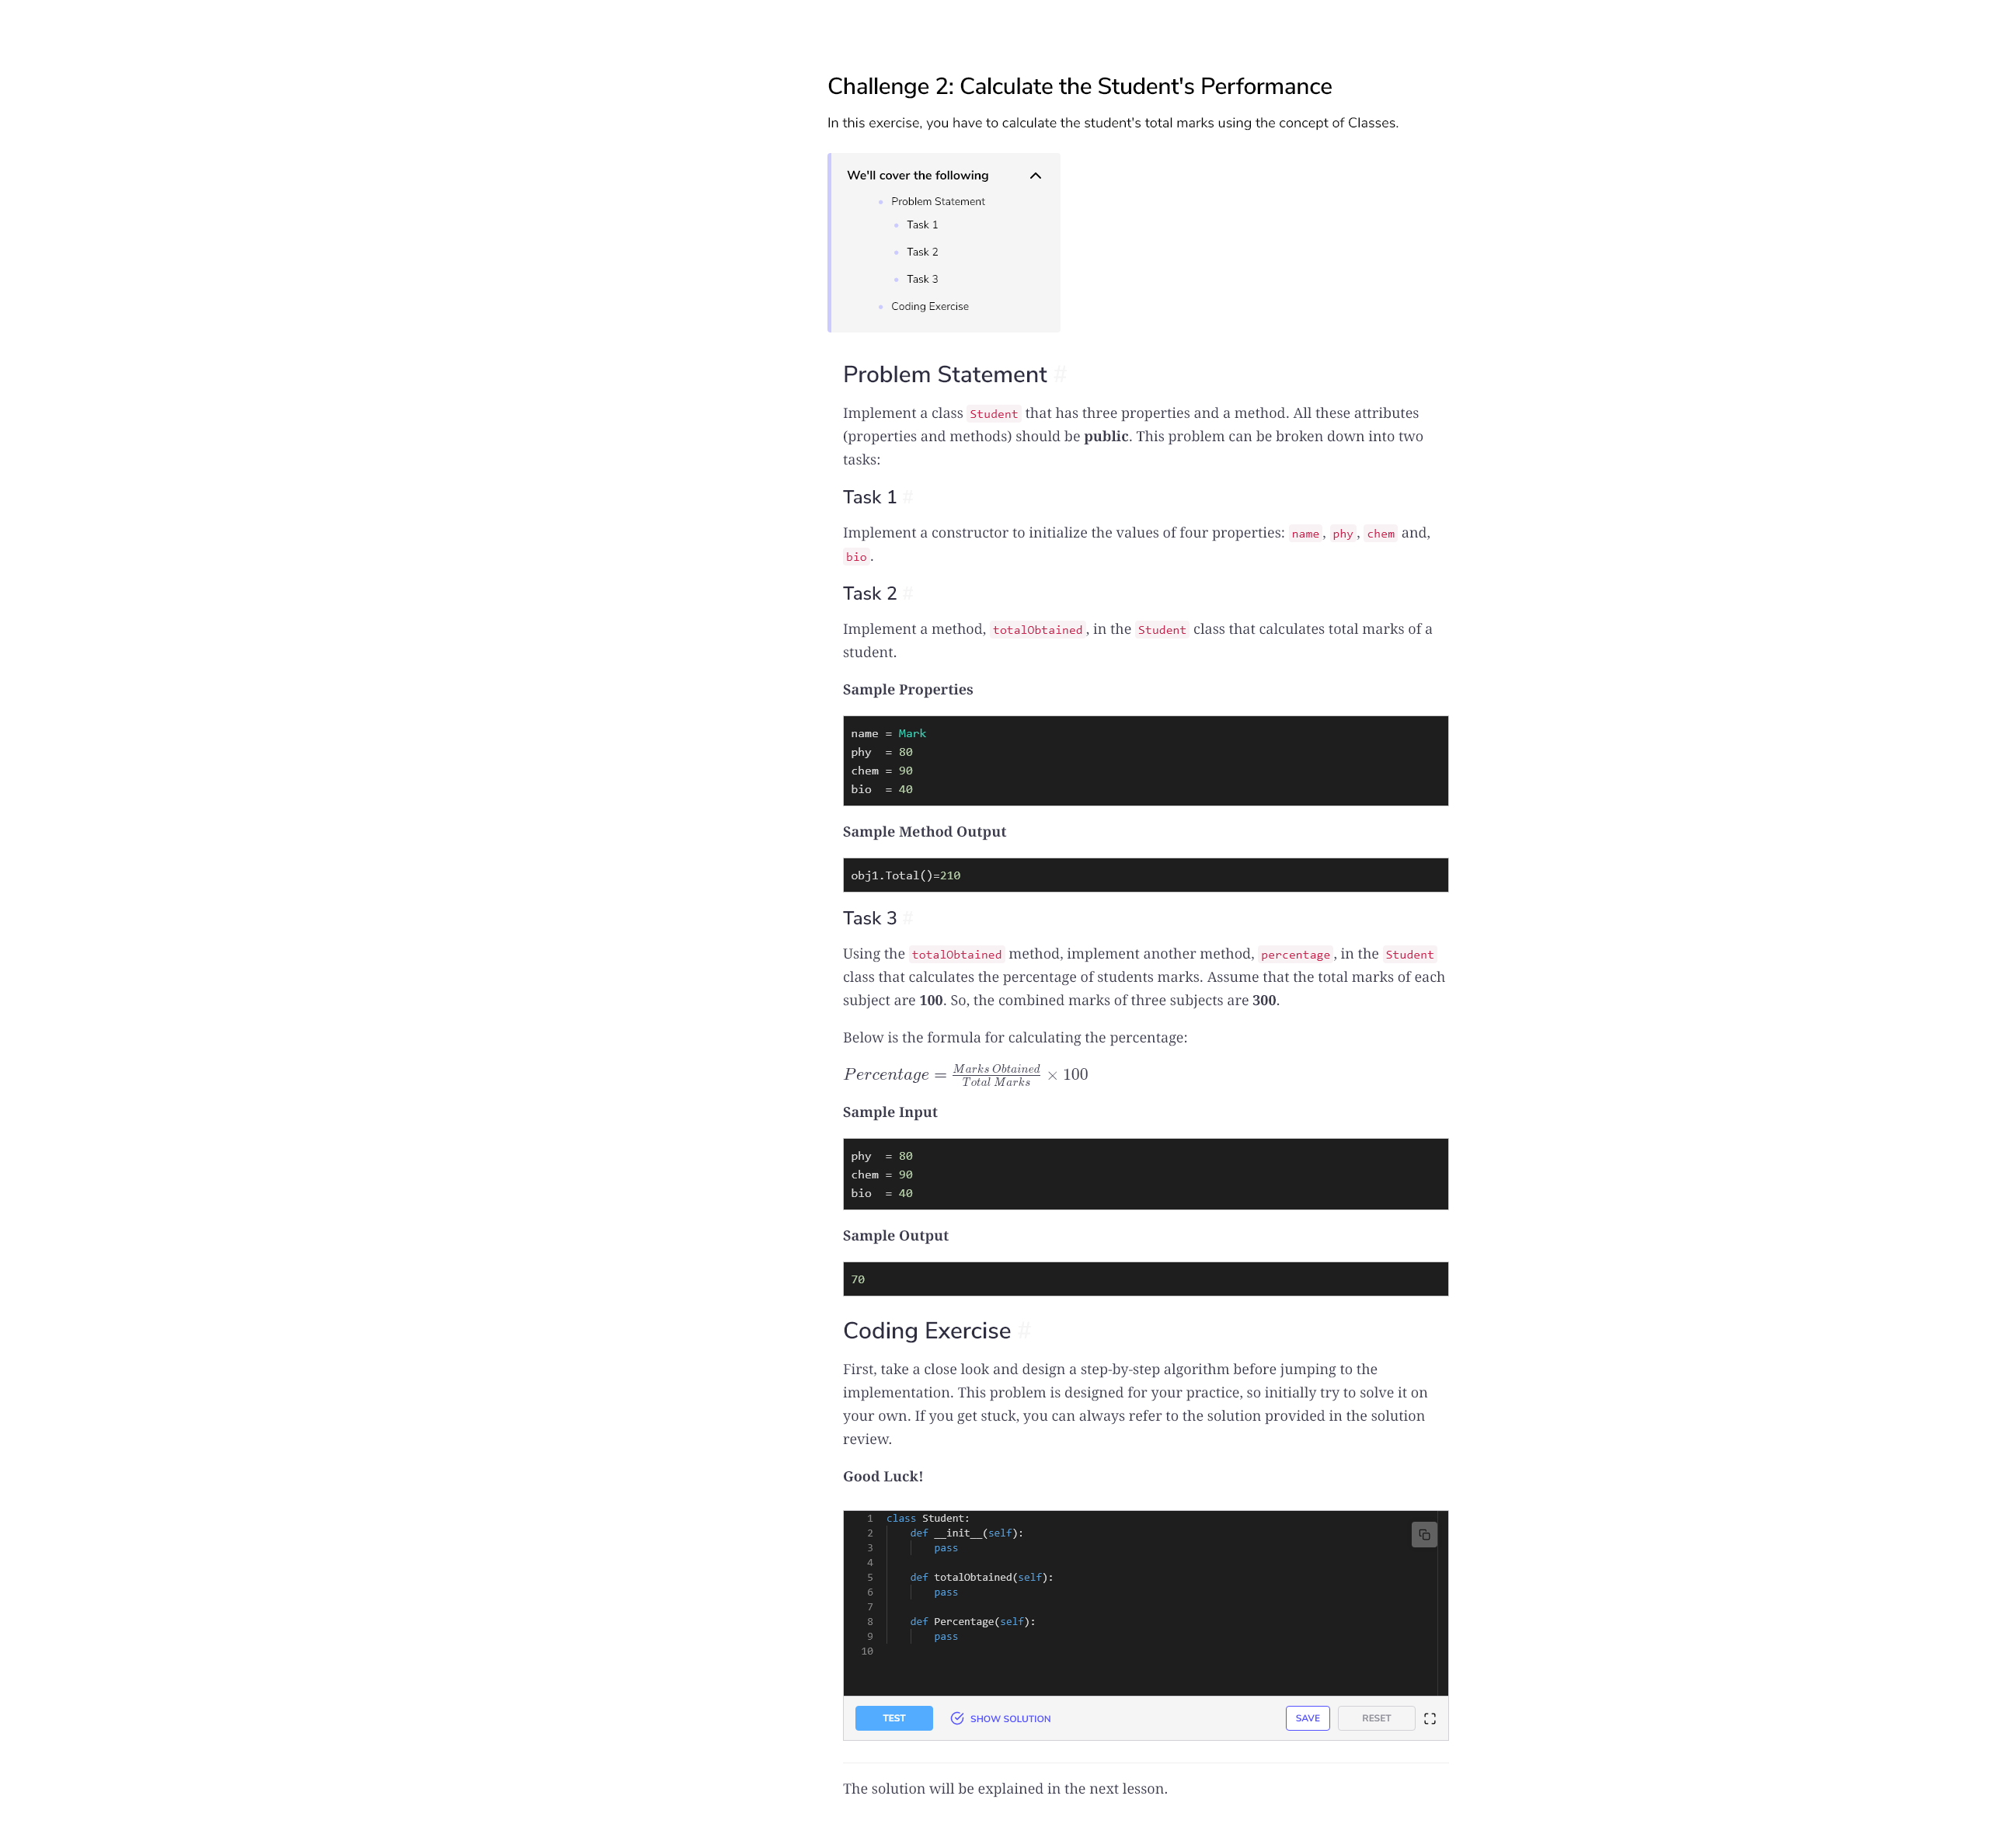 Challenge 2: Calculate the Student's Performance
In this exercise, you have to calculate the student's total marks using the concept of Classes.
We'll cover the following
Problem Statement
Task 1
Task 2
Task 3
Coding Exercise
Problem Statement #
Implement a class Student that has three properties and a method. All these attributes
(properties and methods) should be public. This problem can be broken down into two
tasks:
Task 1 #
Implement a constructor to initialize the values of four properties: name, phy, chem and,
bio.
Task 2 #
Implement a method, totalObtained, in the Student class that calculates total marks of a
student.
Sample Properties
name = Mark
phy  = 80
chem = 90
bio  = 40
Sample Method Output
obj1.Total()=210
Task 3 #
Using the totalObtained method, implement another method, percentage, in the Student
class that calculates the percentage of students marks. Assume that the total marks of each
subject are 100. So, the combined marks of three subjects are 300.
Below is the formula for calculating the percentage:
Percentage = Marks Obtained / Total Marks × 100
Sample Input
phy  = 80
chem = 90
bio  = 40
Sample Output
70
Coding Exercise #
First, take a close look and design a step-by-step algorithm before jumping to the
implementation. This problem is designed for your practice, so initially try to solve it on
your own. If you get stuck, you can always refer to the solution provided in the solution
review.
Good Luck!
1 class Student:
2     def __init__(self):
3         pass
4
5     def totalObtained(self):
6         pass
7
8     def Percentage(self):
9         pass
10
TEST SHOW SOLUTION SAVE RESET
The solution will be explained in the next lesson.